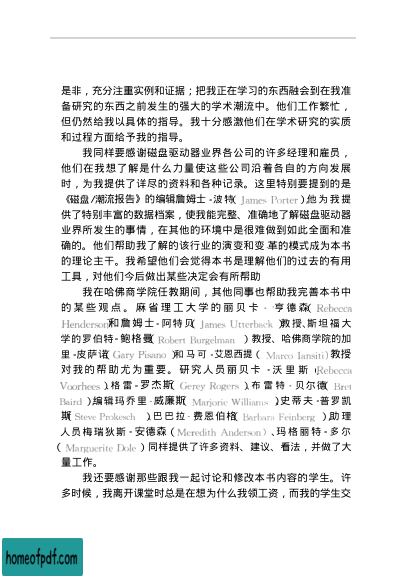 是非，充分注重实例和证据；把我正在学习的东西融会到在我准
备研究的东西之前发生的强大的学术潮流中。他们工作繁忙，
但仍然给我以具体的指导。我十分感激他们在学术研究的实质
和过程方面给予我的指导。
我同样要感谢磁盘驱动器业界各公司的许多经理和雇员，
他们在我想了解是什么力量使这些公司沿着各自的方向发展
时，为我提供了详尽的资料和各种记录。这里特别要提到的是
《磁盘/潮流报告》的编辑詹姆士-波特(James Porter),他为我提
供了特别丰富的数据档案，使我能完整、准确地了解磁盘驱动器
业界所发生的事情，在其他的环境中是很难做到如此全面和准
确的。他们帮助我了解的该行业的演变和变革的模式成为本书
的理论主干。我希望他们会觉得本书是理解他们的过去的有用
工具，对他们今后做出某些决定会有所帮助
我在哈佛商学院任教期间，其他同事也帮助我完善本书中
的某些观点。麻省理工大学的丽贝卡·亨德森(Rebecca
Henderson)和詹姆士-阿特贝(James Utterback)教授、斯坦福大
学的罗伯特-鲍格曼(Robert Burgelman)教授、哈佛商学院的加
里-皮萨诺(Gary Pisano)和马可-艾恩西提(Marco Iansiti)教授
对我的帮助尤为重要。研究人员丽贝卡-沃里斯(Rebecca
Voorhees)、格雷-罗杰斯(Gerey Rogers)、布雷特·贝尔德(Bret
Baird)、编辑玛乔里·威廉斯(Marjorie Williams)、史蒂夫-普罗凯
斯(Steve Prokesch)、巴巴拉·费恩伯格(Barbara Feinberg)、助理
人员梅瑞狄斯-安德森(Meredith Anderson)、玛格丽特-多尔
(Marguerite Dole)同样提供了许多资料、建议、看法，并做了大
量工作。
我还要感谢那些跟我一起讨论和修改本书内容的学生。许
多时候，我离开课堂时总是在想为什么我领工资，而我的学生交
homeofpdf.com